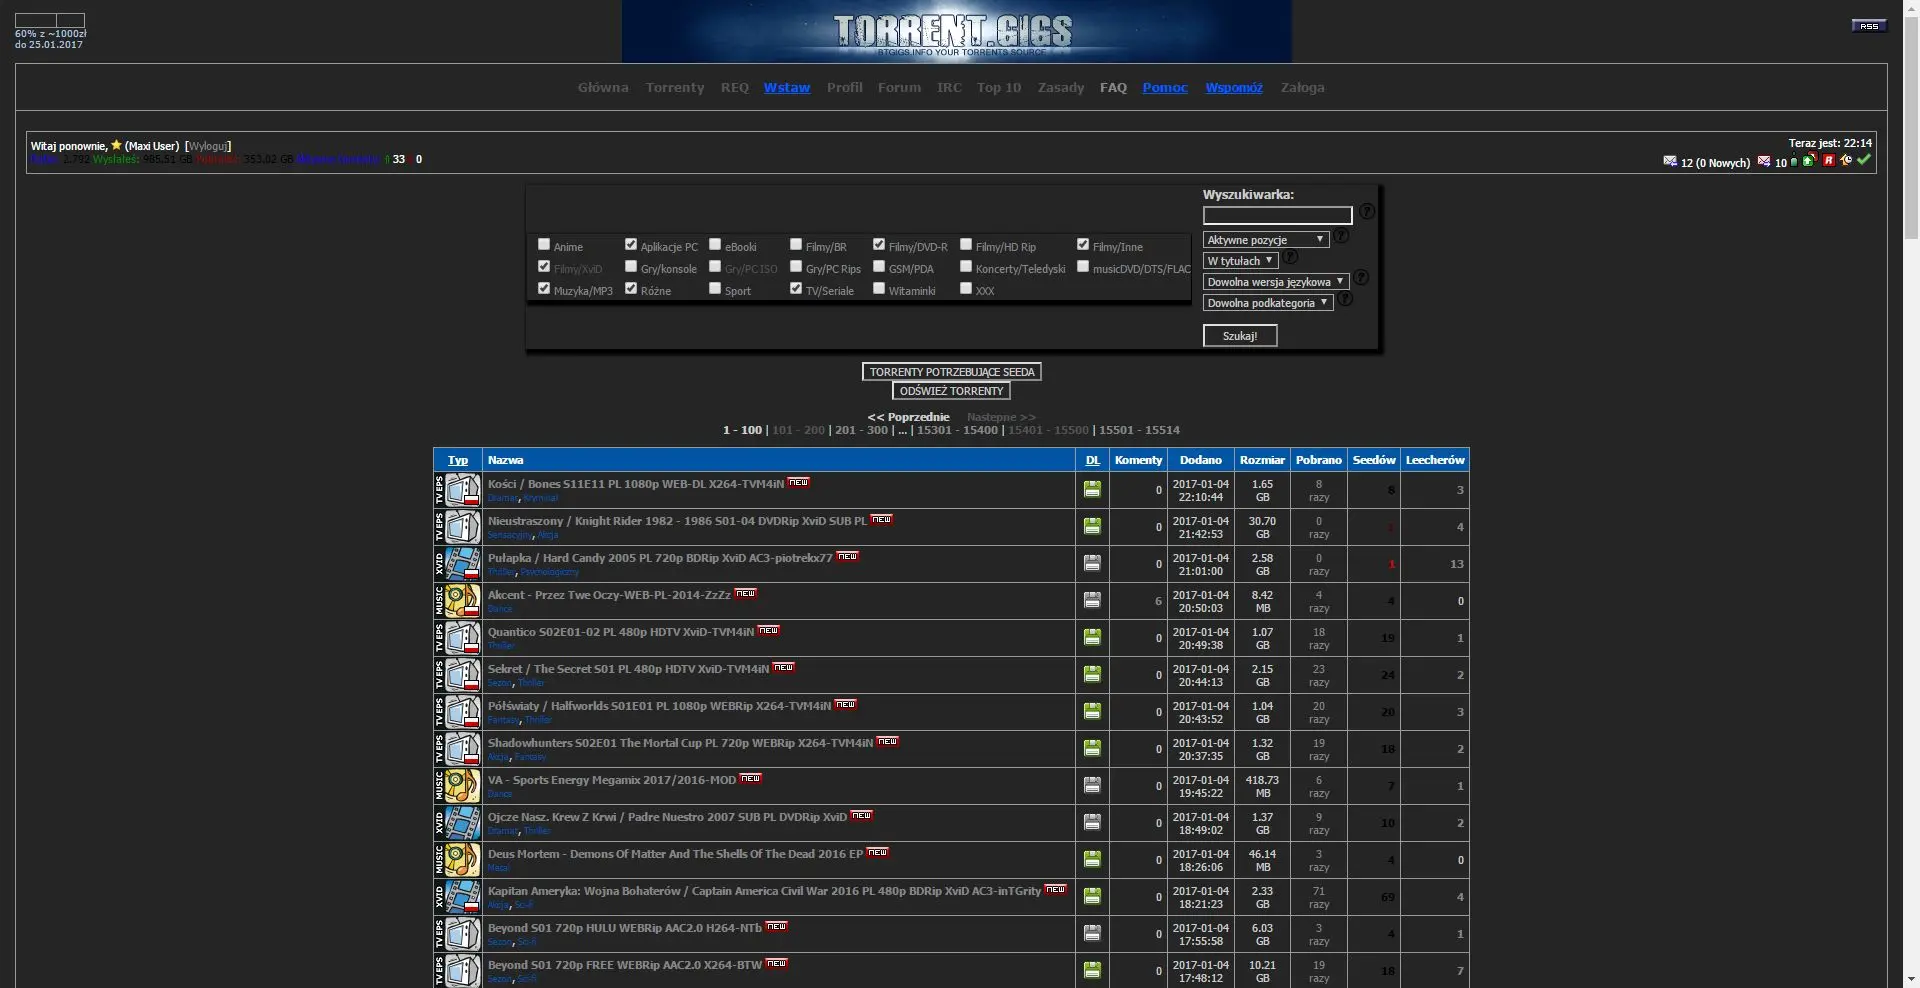 60% z ~1000zł
do 25.01.2017
TORRENT.GIGS
BTGIGS.INFO YOUR TORRENTS SOURCE
RSS
Główna Torrenty REQ Wstaw Profil Forum IRC Top 10 Zasady FAQ Pomoc Wspomóż Załoga
Witaj ponownie, (Maxi User) [Wyloguj]
Teraz jest: 22:14
2.792 Wysłałeś: 985.51 GB Pobrałeś: 353.02 GB 33 0
12 (0 Nowych) 10
Wyszukiwarka:
Anime Aplikacje PC eBooki Filmy/BR Filmy/DVD-R Filmy/HD Rip Filmy/Inne
Aktywne pozycje
Filmy/XviD Gry/konsole Gry/PC ISO Gry/PC Rips GSM/PDA Koncerty/Teledyski musicDVD/DTS/FLAC
W tytułach
Dowolna wersja językowa
Muzyka/MP3 Różne Sport TV/Seriale Witaminki XXX
Dowolna podkategoria
Szukaj!
TORRENTY POTRZEBUJĄCE SEEDA
ODŚWIEŻ TORRENTY
<< Poprzednie Następne >>
1 - 100 | 101 - 200 | 201 - 300 | ... | 15301 - 15400 | 15401 - 15500 | 15501 - 15514
Typ Nazwa DL Komenty Dodano Rozmiar Pobrano Seedów Leecherów
TV EPS Kości / Bones S11E11 PL 1080p WEB-DL X264-TVM4iN NEW 0 2017-01-04 22:10:44 1.65 GB 8 razy 8 3
Dramat, Kryminał
TV EPS Nieustraszony / Knight Rider 1982 - 1986 S01-04 DVDRip XviD SUB PL NEW 0 2017-01-04 21:42:53 30.70 GB 0 razy 4
Sensacyjny, Akcja
XVID Pułapka / Hard Candy 2005 PL 720p BDRip XviD AC3-piotrekx77 NEW 0 2017-01-04 21:01:00 2.58 GB 0 razy 1 13
Thriller, Psychologiczny
MUSIC Akcent - Przez Twe Oczy-WEB-PL-2014-ZzZz NEW 6 2017-01-04 20:50:03 8.42 MB 4 razy 4 0
Dance
TV EPS Quantico S02E01-02 PL 480p HDTV XviD-TVM4iN NEW 0 2017-01-04 20:49:38 1.07 GB 18 razy 19 1
Thriller
TV EPS Sekret / The Secret S01 PL 480p HDTV XviD-TVM4iN NEW 0 2017-01-04 20:44:13 2.15 GB 23 razy 24 2
Sezon, Thriller
TV EPS Półświaty / Halfworlds S01E01 PL 1080p WEBRip X264-TVM4iN NEW 0 2017-01-04 20:43:52 1.04 GB 20 razy 20 3
Fantasy, Thriller
TV EPS Shadowhunters S02E01 The Mortal Cup PL 720p WEBRip X264-TVM4iN NEW 0 2017-01-04 20:37:35 1.32 GB 19 razy 18 2
Akcja, Fantasy
MUSIC VA - Sports Energy Megamix 2017/2016-MOD NEW 0 2017-01-04 19:45:22 418.73 MB 6 razy 7 1
Dance
XVID Ojcze Nasz. Krew Z Krwi / Padre Nuestro 2007 SUB PL DVDRip XviD NEW 0 2017-01-04 18:49:02 1.37 GB 9 razy 10 2
Dramat, Thriller
MUSIC Deus Mortem - Demons Of Matter And The Shells Of The Dead 2016 EP NEW 0 2017-01-04 18:26:06 46.14 MB 3 razy 4 0
Metal
XVID Kapitan Ameryka: Wojna Bohaterów / Captain America Civil War 2016 PL 480p BDRip XviD AC3-inTGrity NEW 0 2017-01-04 18:21:23 2.33 GB 71 razy 69 4
Akcja, Sci-fi
TV EPS Beyond S01 720p HULU WEBRip AAC2.0 H264-NTb NEW 0 2017-01-04 17:55:58 6.03 GB 3 razy 4 1
Sezon, Sci-fi
TV EPS Beyond S01 720p FREE WEBRip AAC2.0 X264-BTW NEW 0 2017-01-04 17:48:12 10.21 GB 19 razy 18 7
Sezon, Sci-fi